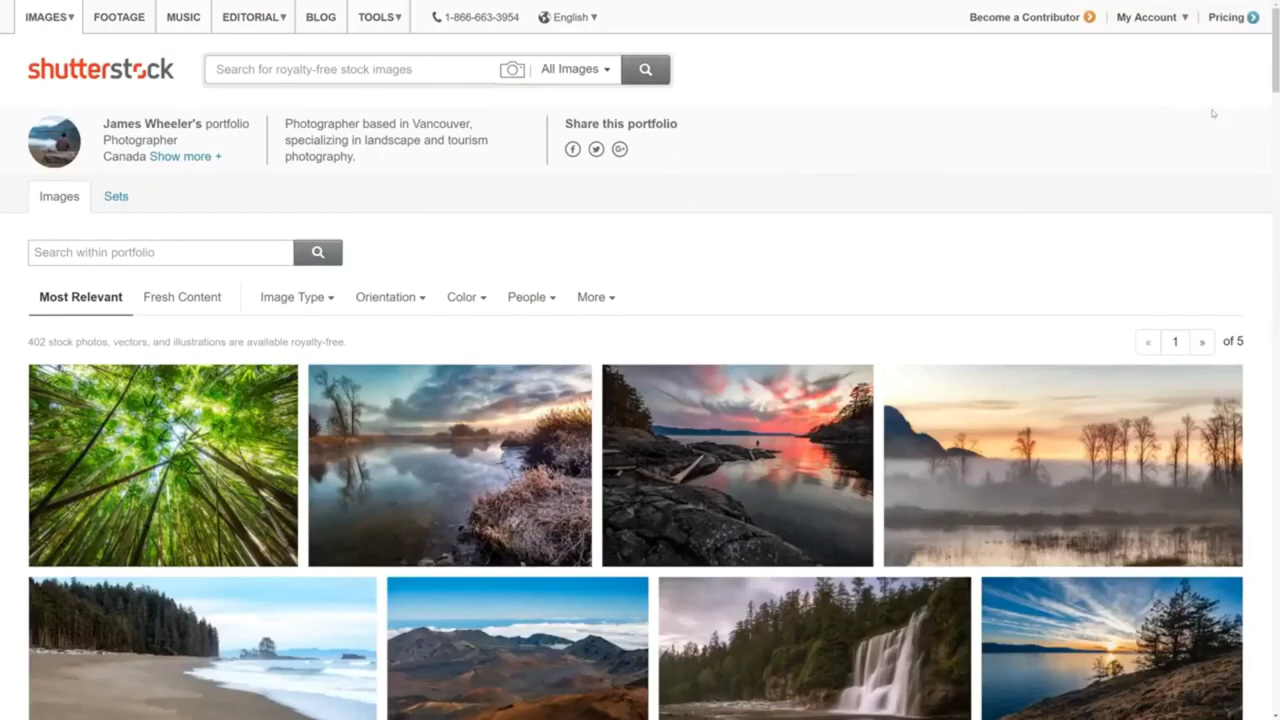 IMAGES▾ FOOTAGE MUSIC EDITORIAL▾ BLOG TOOLS▾ 1-866-663-3954 English ▾ Become a Contributor My Account ▾ Pricing
shutterstock Search for royalty-free stock images All Images
James Wheeler's portfolio
Photographer
Canada Show more +
Photographer based in Vancouver,
specializing in landscape and tourism
photography.
Share this portfolio
Images Sets
Search within portfolio
Most Relevant Fresh Content Image Type Orientation Color People More
402 stock photos, vectors, and illustrations are available royalty-free. « 1 » of 5